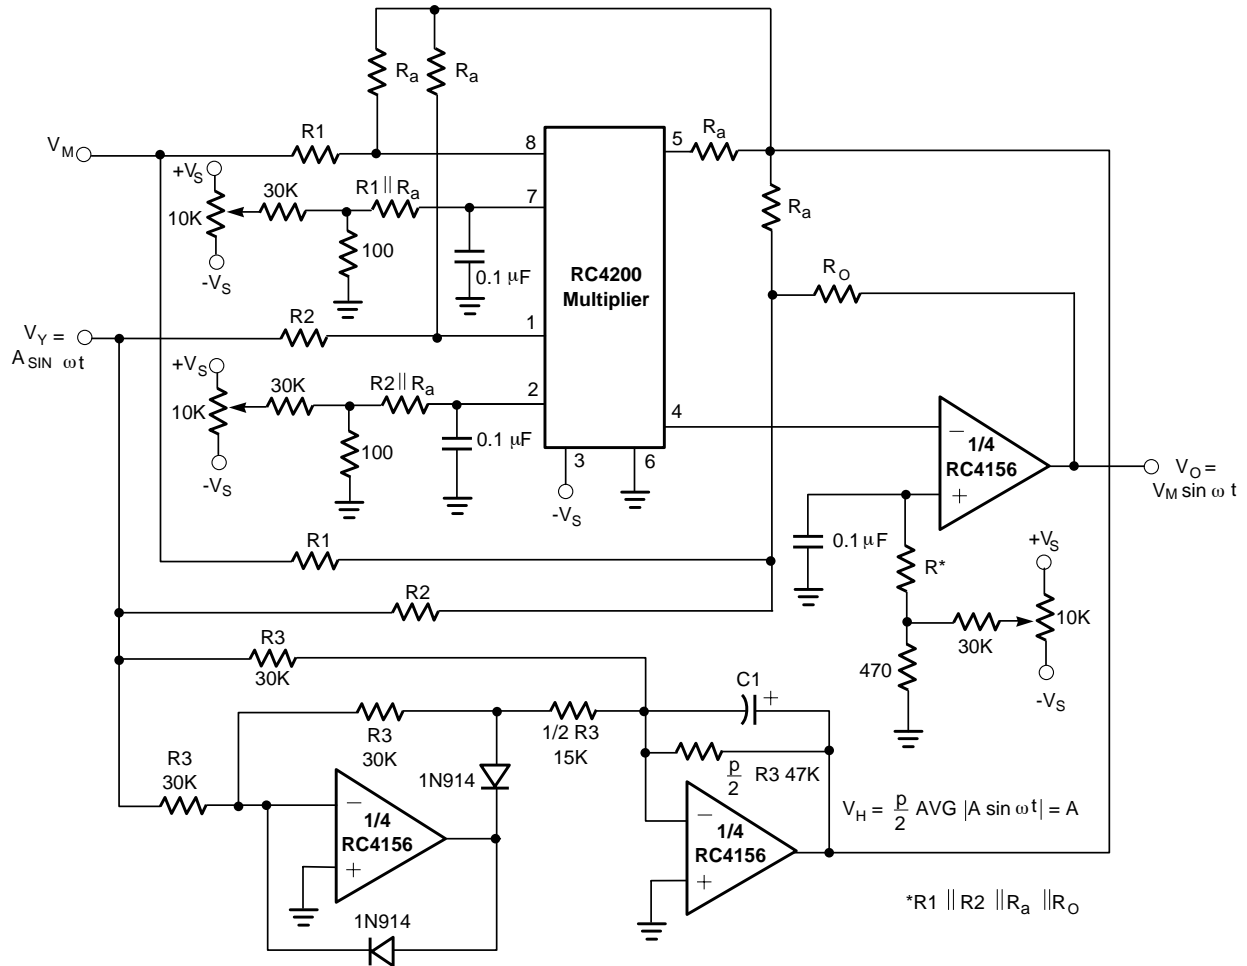 Ra
Ra
VM
R1
8
5
Ra
+VS
10K
30K
R1 || Ra
7
100
0.1 μF
-VS
RC4200
Multiplier
Ra
RO
VY =
A SIN ωt
R2
1
+VS
10K
30K
R2 || Ra
2
100
0.1 μF
-VS
3
-VS
6
4
−
1/4
RC4156
+
VO =
VM sin ωt
R1
0.1 μF
R*
+VS
10K
30K
470
-VS
R2
R3
30K
R3
30K
R3
30K
1/2 R3
15K
C1
+
p/2 R3 47K
1N914
−
1/4
RC4156
+
1N914
−
1/4
RC4156
+
VH = p/2 AVG |A sin ωt| = A
*R1 || R2 || Ra || RO